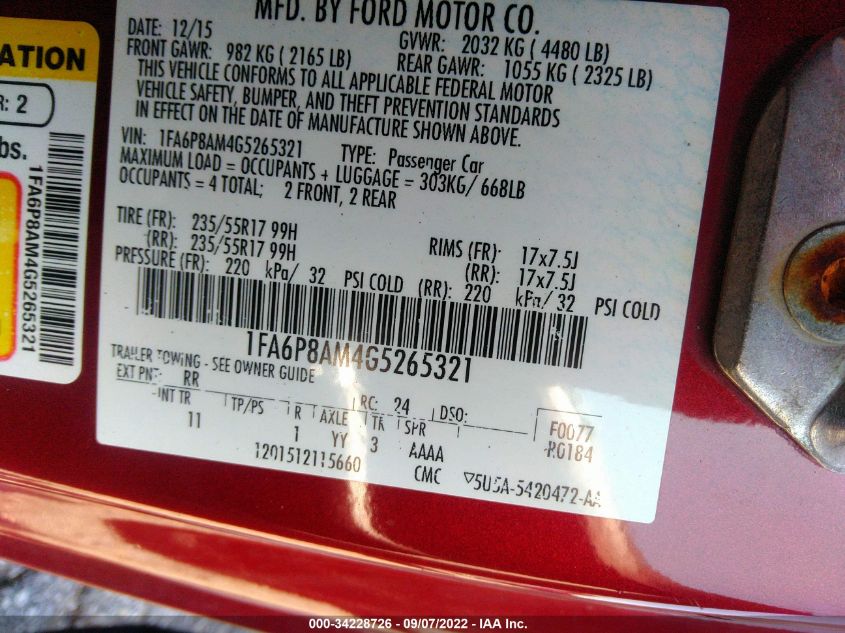 MFD. BY FORD MOTOR CO.
DATE: 12/15
GVWR: 2032 KG ( 4480 LB)
FRONT GAWR: 982 KG ( 2165 LB)
REAR GAWR: 1055 KG ( 2325 LB)
THIS VEHICLE CONFORMS TO ALL APPLICABLE FEDERAL MOTOR
VEHICLE SAFETY, BUMPER, AND THEFT PREVENTION STANDARDS
IN EFFECT ON THE DATE OF MANUFACTURE SHOWN ABOVE.
VIN: 1FA6P8AM4G5265321 TYPE: Passenger Car
MAXIMUM LOAD = OCCUPANTS + LUGGAGE = 303KG/ 668LB
OCCUPANTS = 4 TOTAL; 2 FRONT, 2 REAR
TIRE (FR): 235/55R17 99H RIMS (FR): 17x7.5J
(RR): 235/55R17 99H (RR): 17x7.5J
PRESSURE (FR): 220 kPa/ 32 PSI COLD (RR): 220 kPa/ 32 PSI COLD
1FA6P8AM4G5265321
TRAILER TOWING - SEE OWNER GUIDE
EXT PNT: RR RC: 24 DSO:
INT TR TP/PS R AXLE TR SPR
11 1 YY 3 AAAA
F0077
R0184
1201512115660 CMC 5U5A-5420472-AA
ATION
R: 2
bs.
1FA6P8AM4G5265321
000-34228726 - 09/07/2022 - IAA Inc.